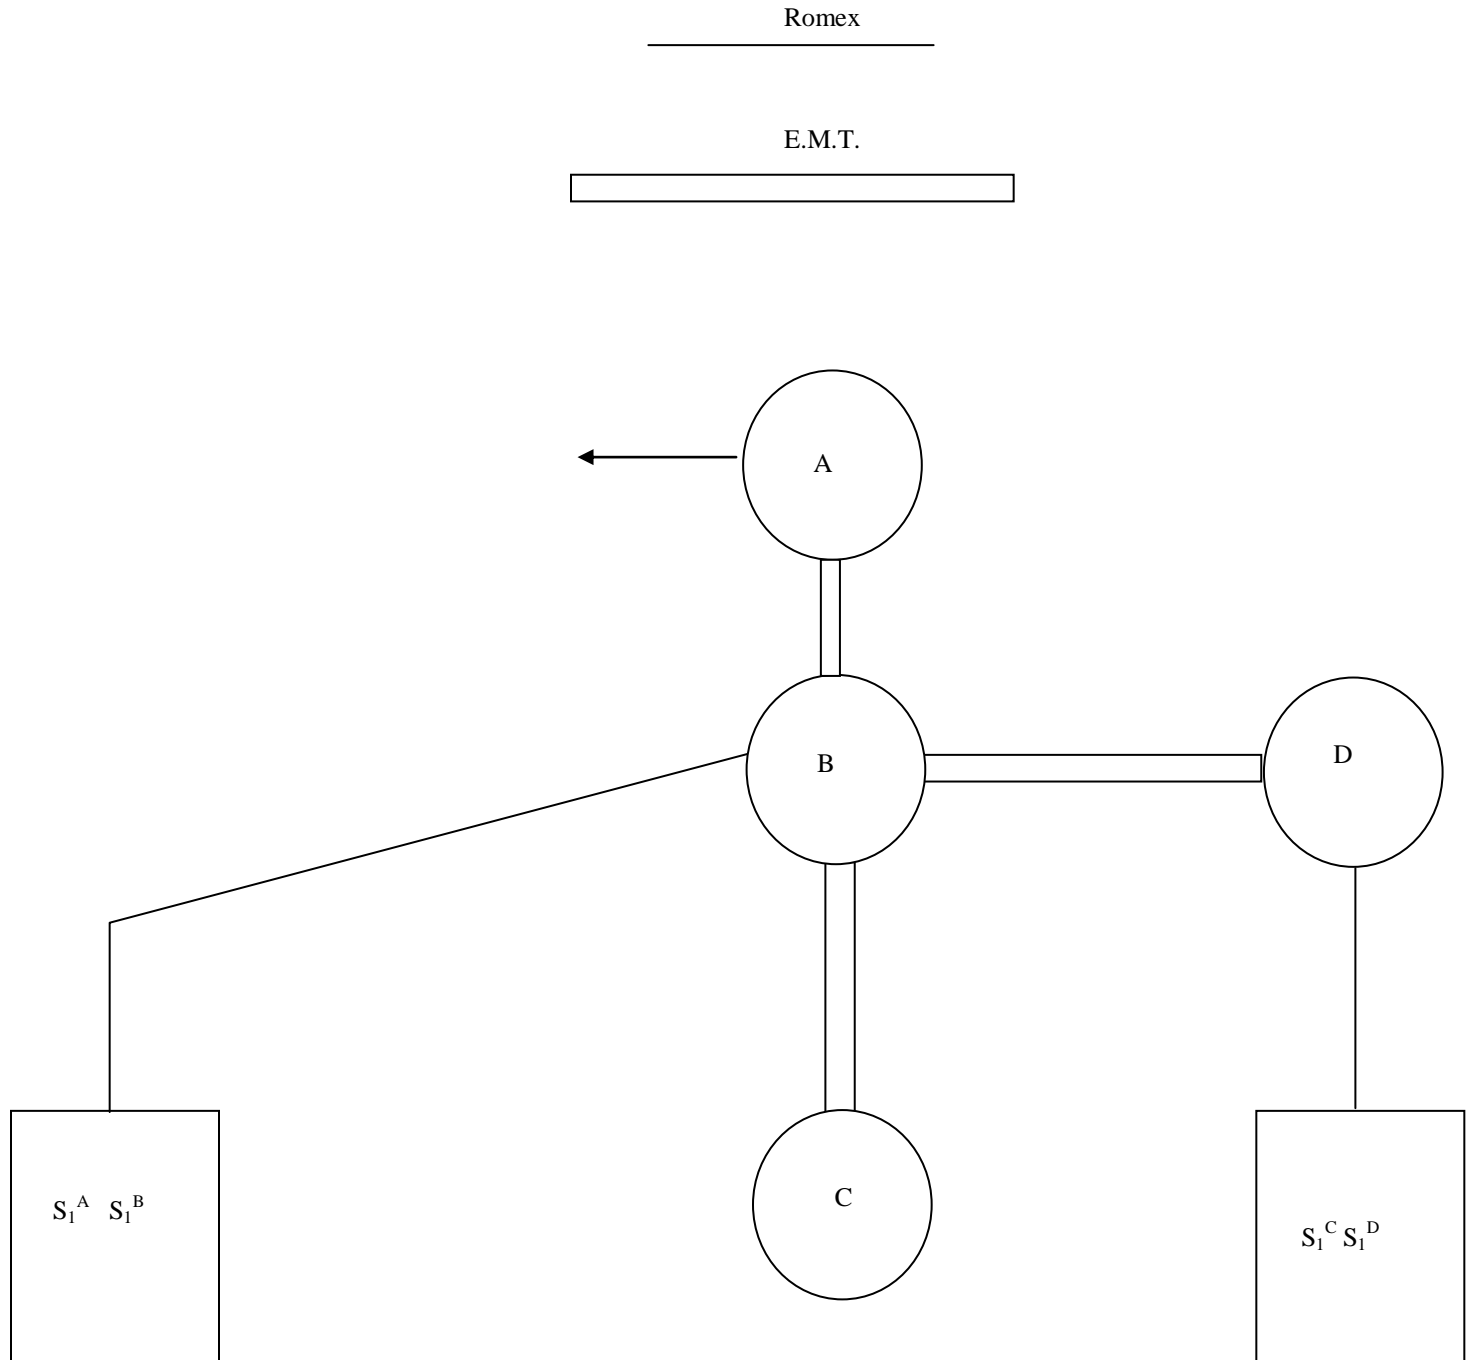 Romex
E.M.T.
A
B
D
C
S₁ᴬ S₁ᴮ
S₁ᶜ S₁ᴰ